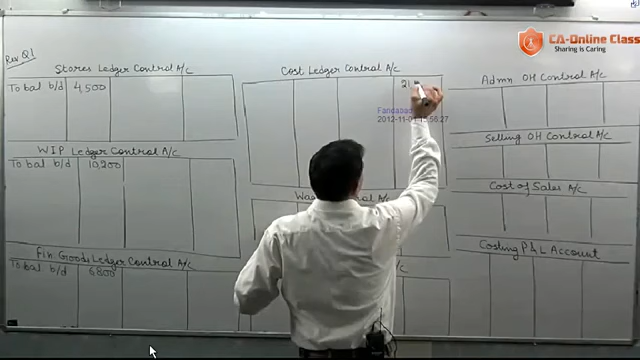 Rev Q1
CA-Online Class
Sharing is Caring
Stores Ledger Control A/c
To bal b/d 4,500
Cost Ledger Control A/c
Admn OH Control A/c
Faridabad
2012-11-01 15:56:27
Selling OH Control A/c
WIP Ledger Control A/c
To bal b/d 10,200
Cost of Sales A/c
Fin Goods Ledger Control A/c
To bal b/d 6,800
Costing P & L Account